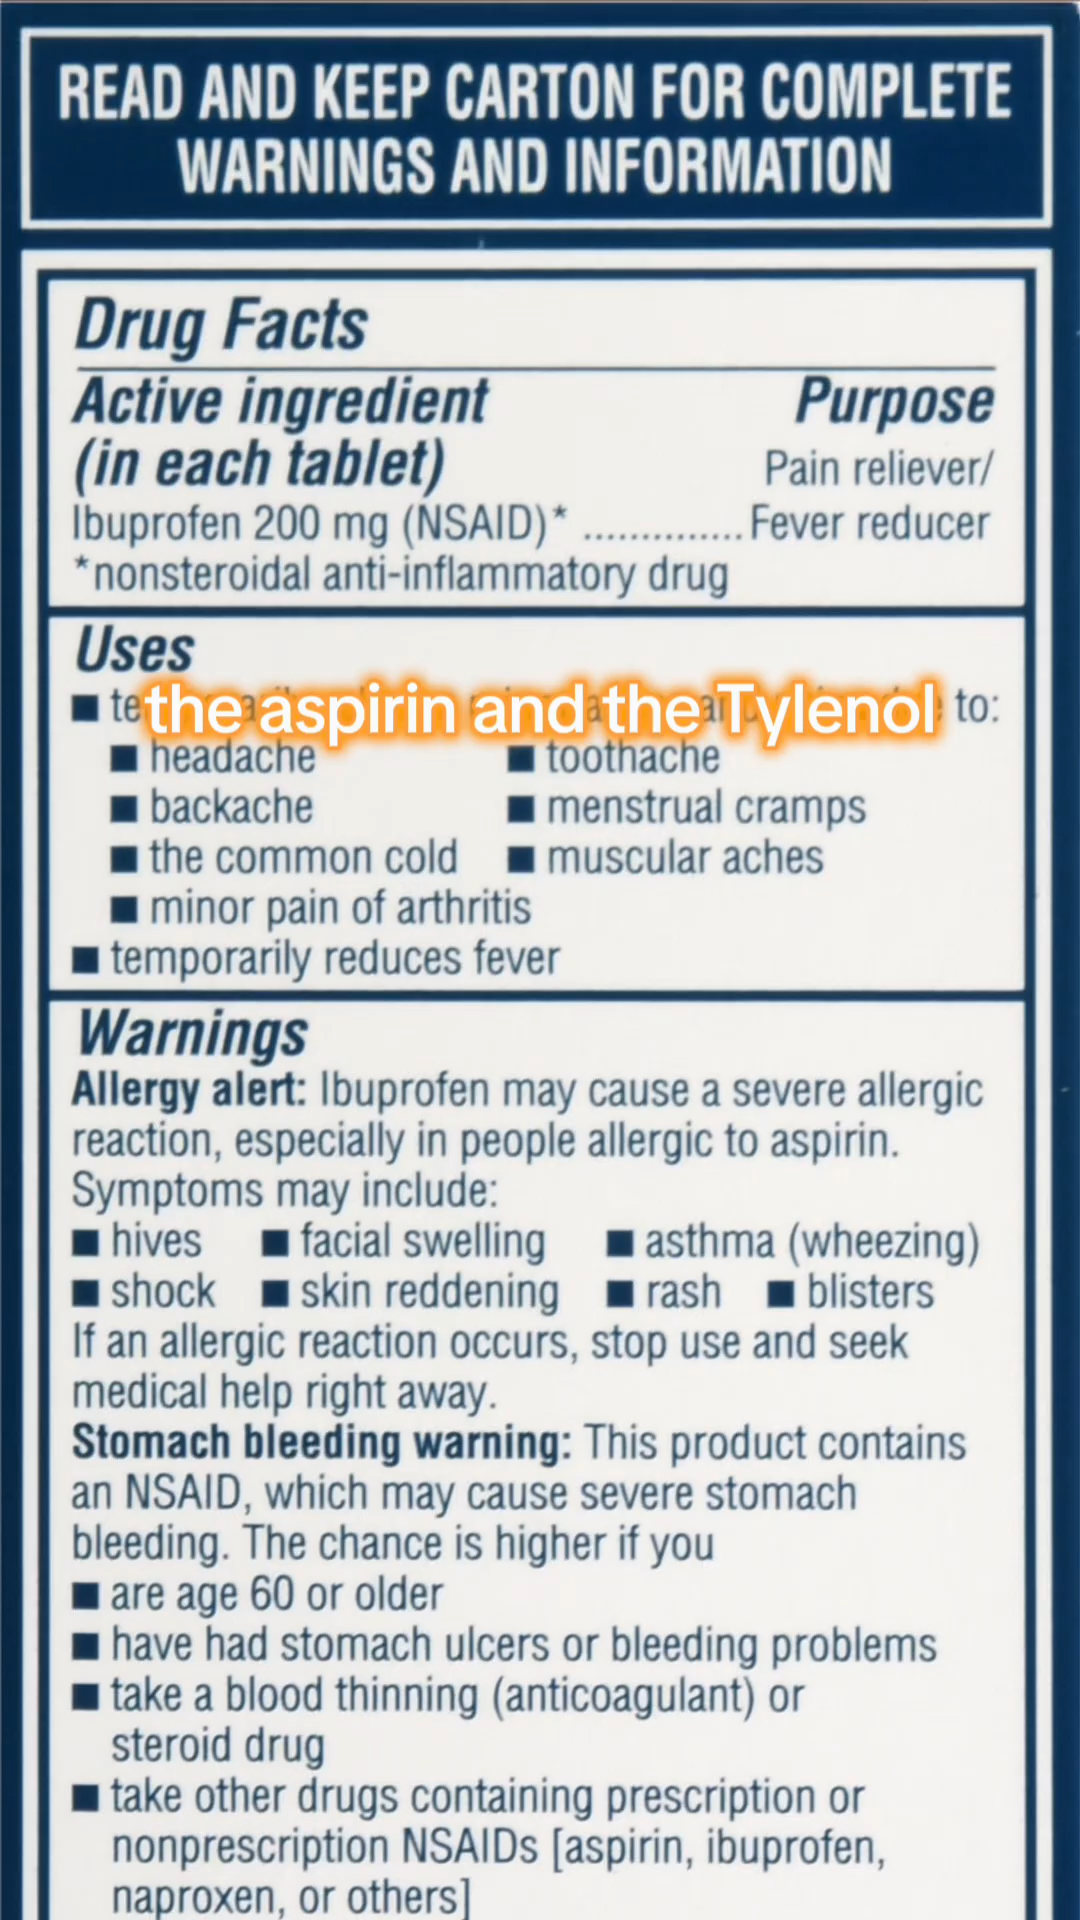 READ AND KEEP CARTON FOR COMPLETE
WARNINGS AND INFORMATION
Drug Facts
Active ingredient
(in each tablet)
Purpose
Pain reliever/
Ibuprofen 200 mg (NSAID)* .............. Fever reducer
*nonsteroidal anti-inflammatory drug
Uses
■ to:
the aspirin and the Tylenol
■ headache ■ toothache
■ backache ■ menstrual cramps
■ the common cold ■ muscular aches
■ minor pain of arthritis
■ temporarily reduces fever
Warnings
Allergy alert: Ibuprofen may cause a severe allergic
reaction, especially in people allergic to aspirin.
Symptoms may include:
■ hives ■ facial swelling ■ asthma (wheezing)
■ shock ■ skin reddening ■ rash ■ blisters
If an allergic reaction occurs, stop use and seek
medical help right away.
Stomach bleeding warning: This product contains
an NSAID, which may cause severe stomach
bleeding. The chance is higher if you
■ are age 60 or older
■ have had stomach ulcers or bleeding problems
■ take a blood thinning (anticoagulant) or
steroid drug
■ take other drugs containing prescription or
nonprescription NSAIDs [aspirin, ibuprofen,
naproxen, or others]